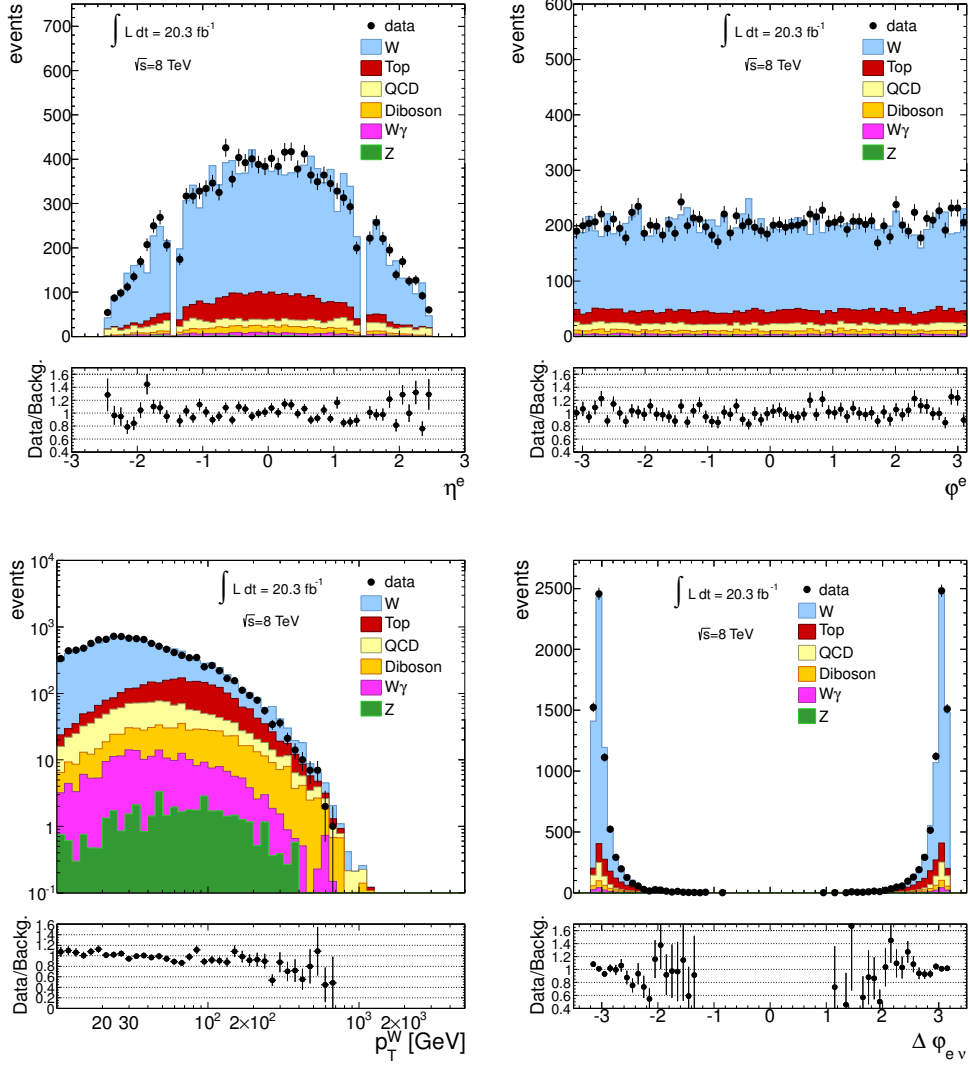 events
750
700
600
500
400
300
200
100
0
∫ L dt = 20.3 fb⁻¹
√s=8 TeV
data
W
Top
QCD
Diboson
Wγ
Z
Data/Backg.
1.6
1.4
1.2
1
0.8
0.6
0.4
-3 -2 -1 0 1 2 3
ηᵉ
events
600
500
400
300
200
100
0
∫ L dt = 20.3 fb⁻¹
√s=8 TeV
data
W
Top
QCD
Diboson
Wγ
Z
Data/Backg.
1.6
1.4
1.2
1
0.8
0.6
0.4
-3 -2 -1 0 1 2 3
φᵉ
events
10⁴
10³
10²
10
1
10⁻¹
∫ L dt = 20.3 fb⁻¹
√s=8 TeV
data
W
Top
QCD
Diboson
Wγ
Z
Data/Backg.
1.6
1.4
1.2
1
0.8
0.6
0.4
0.2
0
20 30 10² 2×10² 10³ 2×10³
p_T^W [GeV]
events
2500
2000
1500
1000
500
0
∫ L dt = 20.3 fb⁻¹
√s=8 TeV
data
W
Top
QCD
Diboson
Wγ
Z
Data/Backg.
1.6
1.4
1.2
1
0.8
0.6
0.4
-3 -2 -1 0 1 2 3
Δ φ_{e ν}